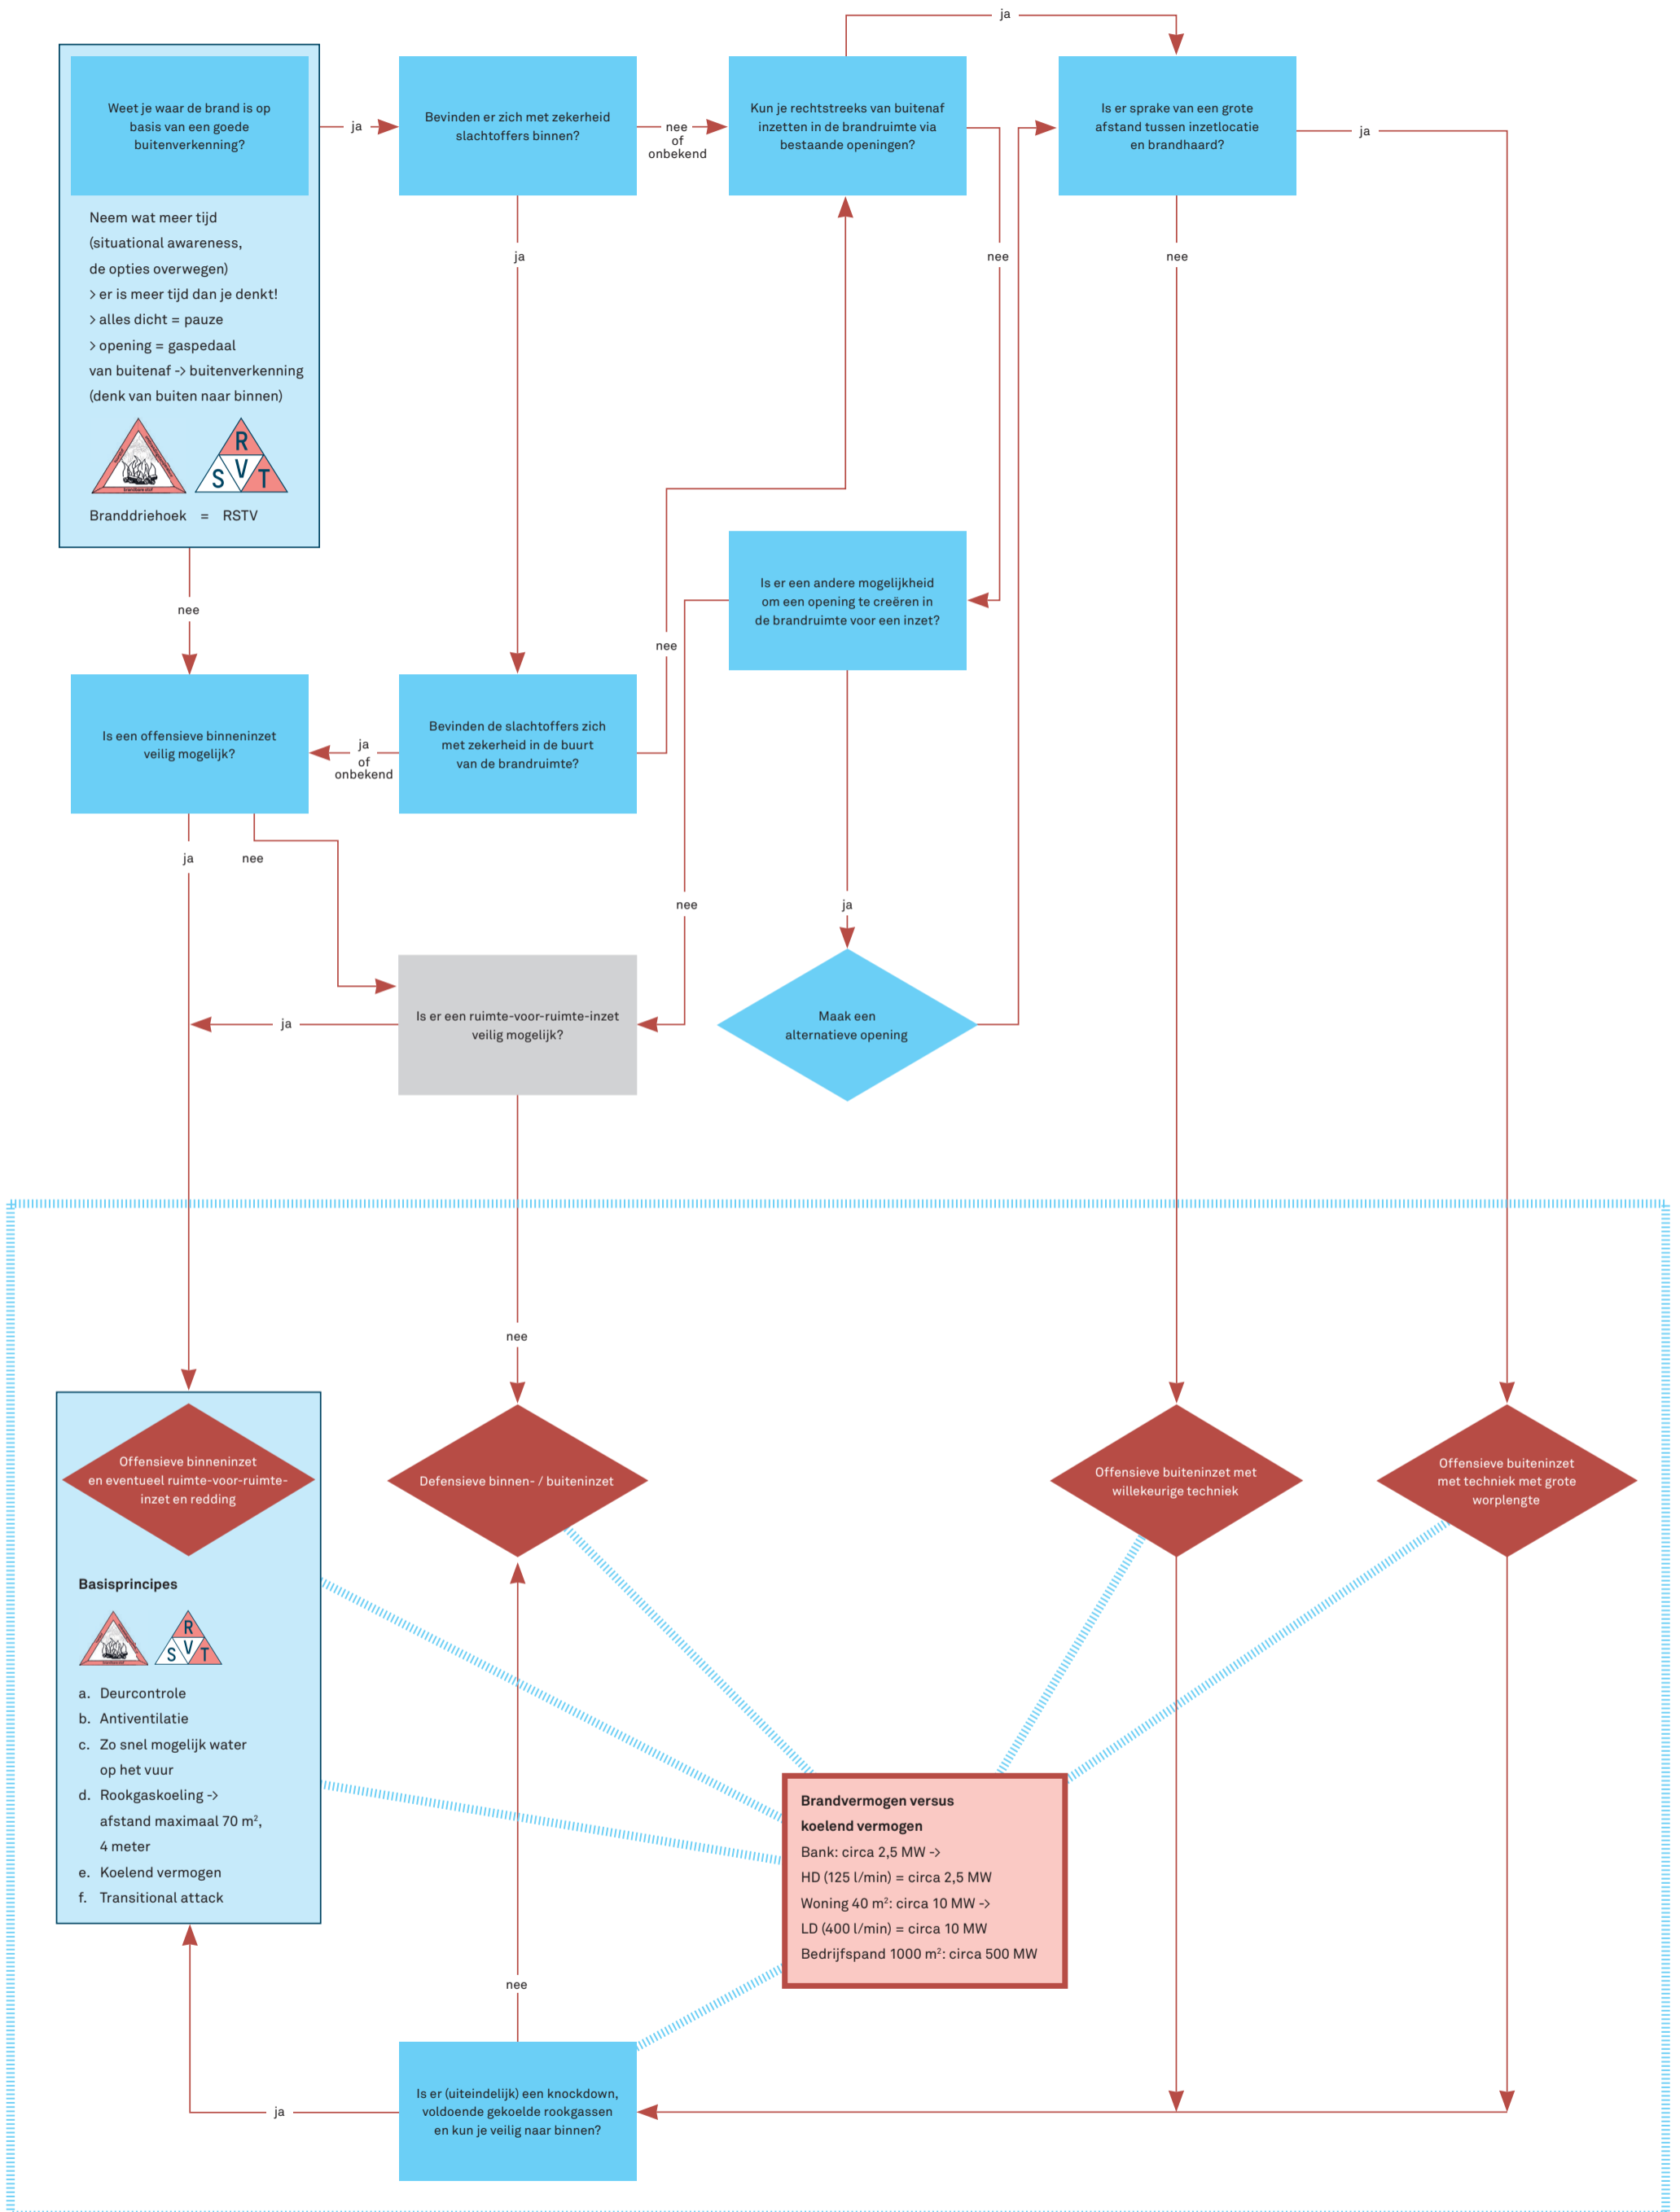 ja
Weet je waar de brand is op
basis van een goede
buitenverkenning?
ja
Bevinden er zich met zekerheid
slachtoffers binnen?
nee
of
onbekend
Kun je rechtstreeks van buitenaf
inzetten in de brandruimte via
bestaande openingen?
Is er sprake van een grote
afstand tussen inzetlocatie
en brandhaard?
ja
Neem wat meer tijd
(situational awareness,
de opties overwegen)
> er is meer tijd dan je denkt!
> alles dicht = pauze
> opening = gaspedaal
van buitenaf -> buitenverkenning
(denk van buiten naar binnen)
brandbare stof
R
S V T
Branddriehoek = RSTV
ja
nee
nee
nee
Is er een andere mogelijkheid
om een opening te creëren in
de brandruimte voor een inzet?
nee
Is een offensieve binneninzet
veilig mogelijk?
ja
of
onbekend
Bevinden de slachtoffers zich
met zekerheid in de buurt
van de brandruimte?
ja
nee
nee
ja
Is er een ruimte-voor-ruimte-inzet
veilig mogelijk?
ja
Maak een
alternatieve opening
nee
Offensieve binneninzet
en eventueel ruimte-voor-ruimte-
inzet en redding
Defensieve binnen- / buiteninzet
Offensieve buiteninzet met
willekeurige techniek
Offensieve buiteninzet
met techniek met grote
worplengte
Basisprincipes
R
S V T
a. Deurcontrole
b. Antiventilatie
c. Zo snel mogelijk water
op het vuur
d. Rookgaskoeling ->
afstand maximaal 70 m²,
4 meter
e. Koelend vermogen
f. Transitional attack
Brandvermogen versus
koelend vermogen
Bank: circa 2,5 MW ->
HD (125 l/min) = circa 2,5 MW
Woning 40 m²: circa 10 MW ->
LD (400 l/min) = circa 10 MW
Bedrijfspand 1000 m²: circa 500 MW
nee
Is er (uiteindelijk) een knockdown,
voldoende gekoelde rookgassen
en kun je veilig naar binnen?
ja